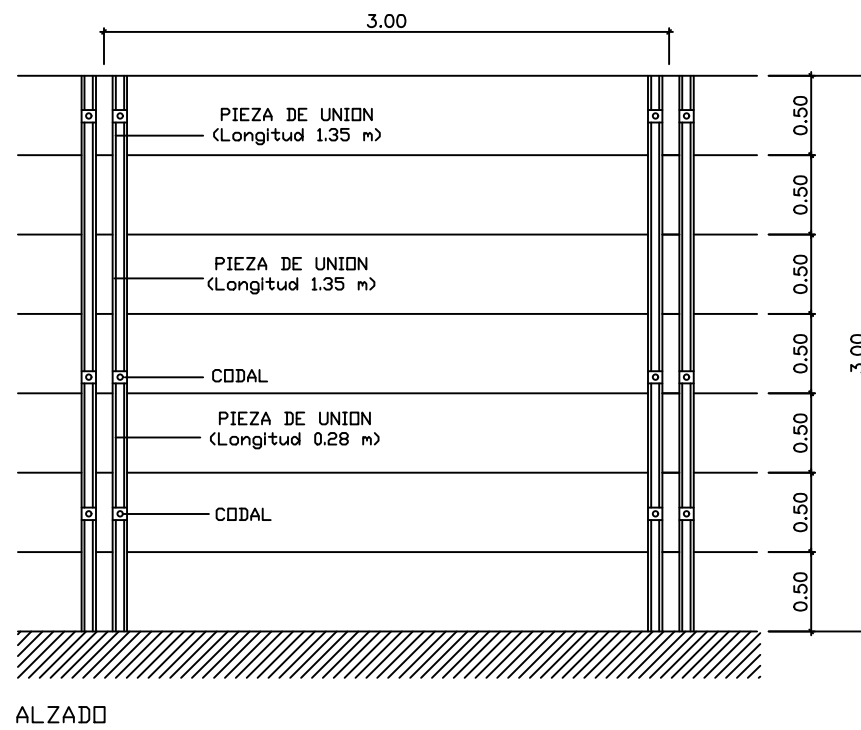 3.00
PIEZA DE UNION
(Longitud 1.35 m)
0.50
0.50
PIEZA DE UNION
(Longitud 1.35 m)
0.50
CODAL
0.50
3.00
PIEZA DE UNION
(Longitud 0.28 m)
0.50
CODAL
0.50
0.50
ALZADO